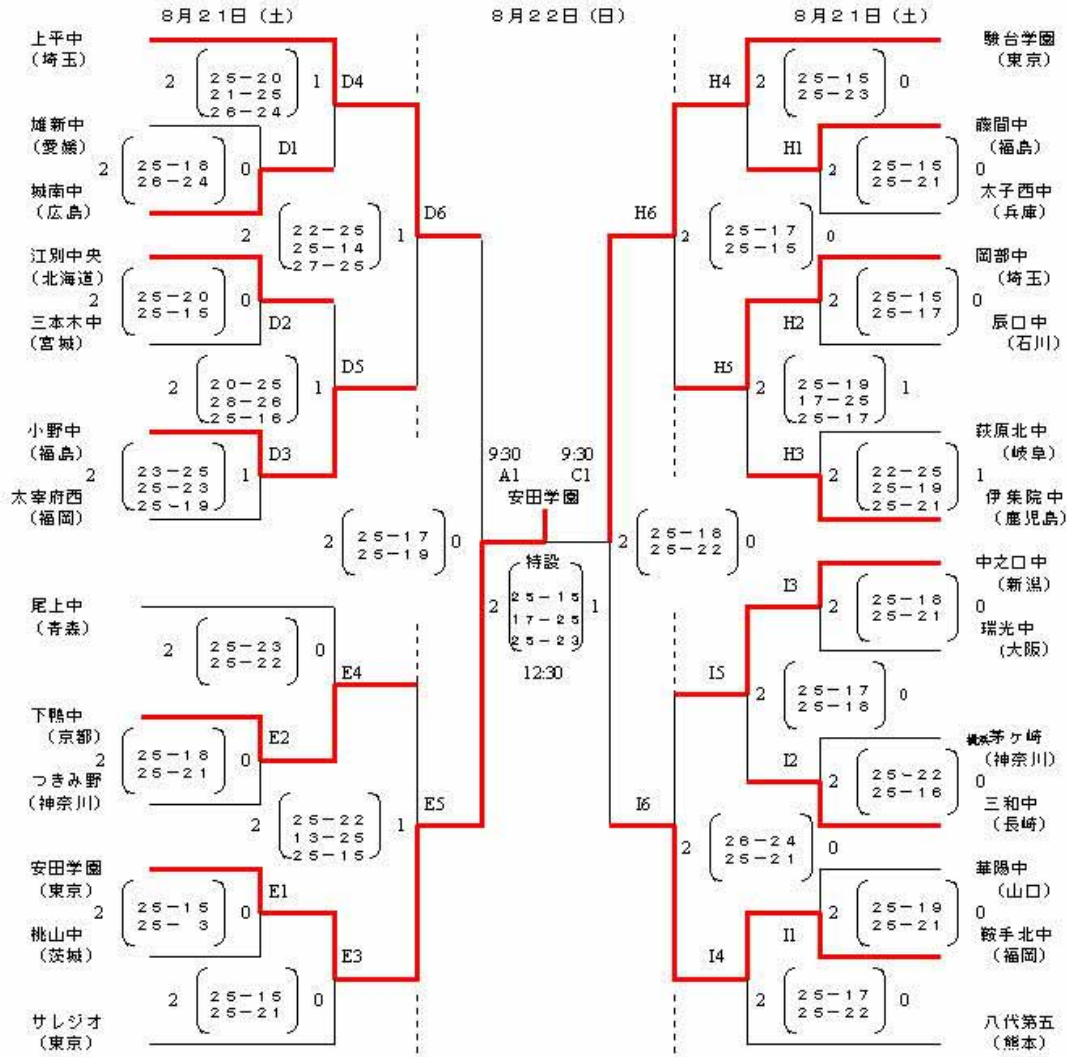 8月21日（土）
8月22日（日）
8月21日（土）
上平中
（埼玉）
2
25－20
21－25
26－24
1
D4
雄新中
（愛媛）
D1
2
25－18
26－24
0
城南中
（広島）
D6
2
22－25
25－14
27－25
1
江別中央
（北海道）
2
25－20
25－15
0
三本木中
（宮城）
D2
D5
2
20－25
28－26
25－16
1
小野中
（福島）
D3
2
23－25
25－23
25－19
1
太宰府西
（福岡）
尾上中
（青森）
2
25－23
25－22
0
E4
下鴨中
（京都）
E2
2
25－18
25－21
0
つきみ野
（神奈川）
E5
2
25－22
13－25
25－15
1
安田学園
（東京）
E1
2
25－15
25－ 3
0
桃山中
（茨城）
E3
2
25－15
25－21
0
サレジオ
（東京）
9:30
A1
9:30
C1
安田学園
2
25－17
25－19
0
特設
2
25－15
17－25
25－23
1
12:30
2
25－18
25－22
0
駿台学園
（東京）
H4
2
25－15
25－23
0
藤間中
（福島）
H1
2
25－15
25－21
0
太子西中
（兵庫）
H6
2
25－17
25－15
0
岡部中
（埼玉）
2
25－15
25－17
0
H2
辰口中
（石川）
H5
2
25－19
17－25
25－17
1
萩原北中
（岐阜）
H3
2
22－25
25－19
25－21
1
伊集院中
（鹿児島）
中之口中
（新潟）
I3
2
25－18
25－21
0
瑞光中
（大阪）
I5
2
25－17
25－18
0
横浜茅ヶ崎
（神奈川）
I2
2
25－22
25－16
0
三和中
（長崎）
I6
2
26－24
25－21
0
華陽中
（山口）
2
25－19
25－21
0
I1
鞍手北中
（福岡）
I4
2
25－17
25－22
0
八代第五
（熊本）